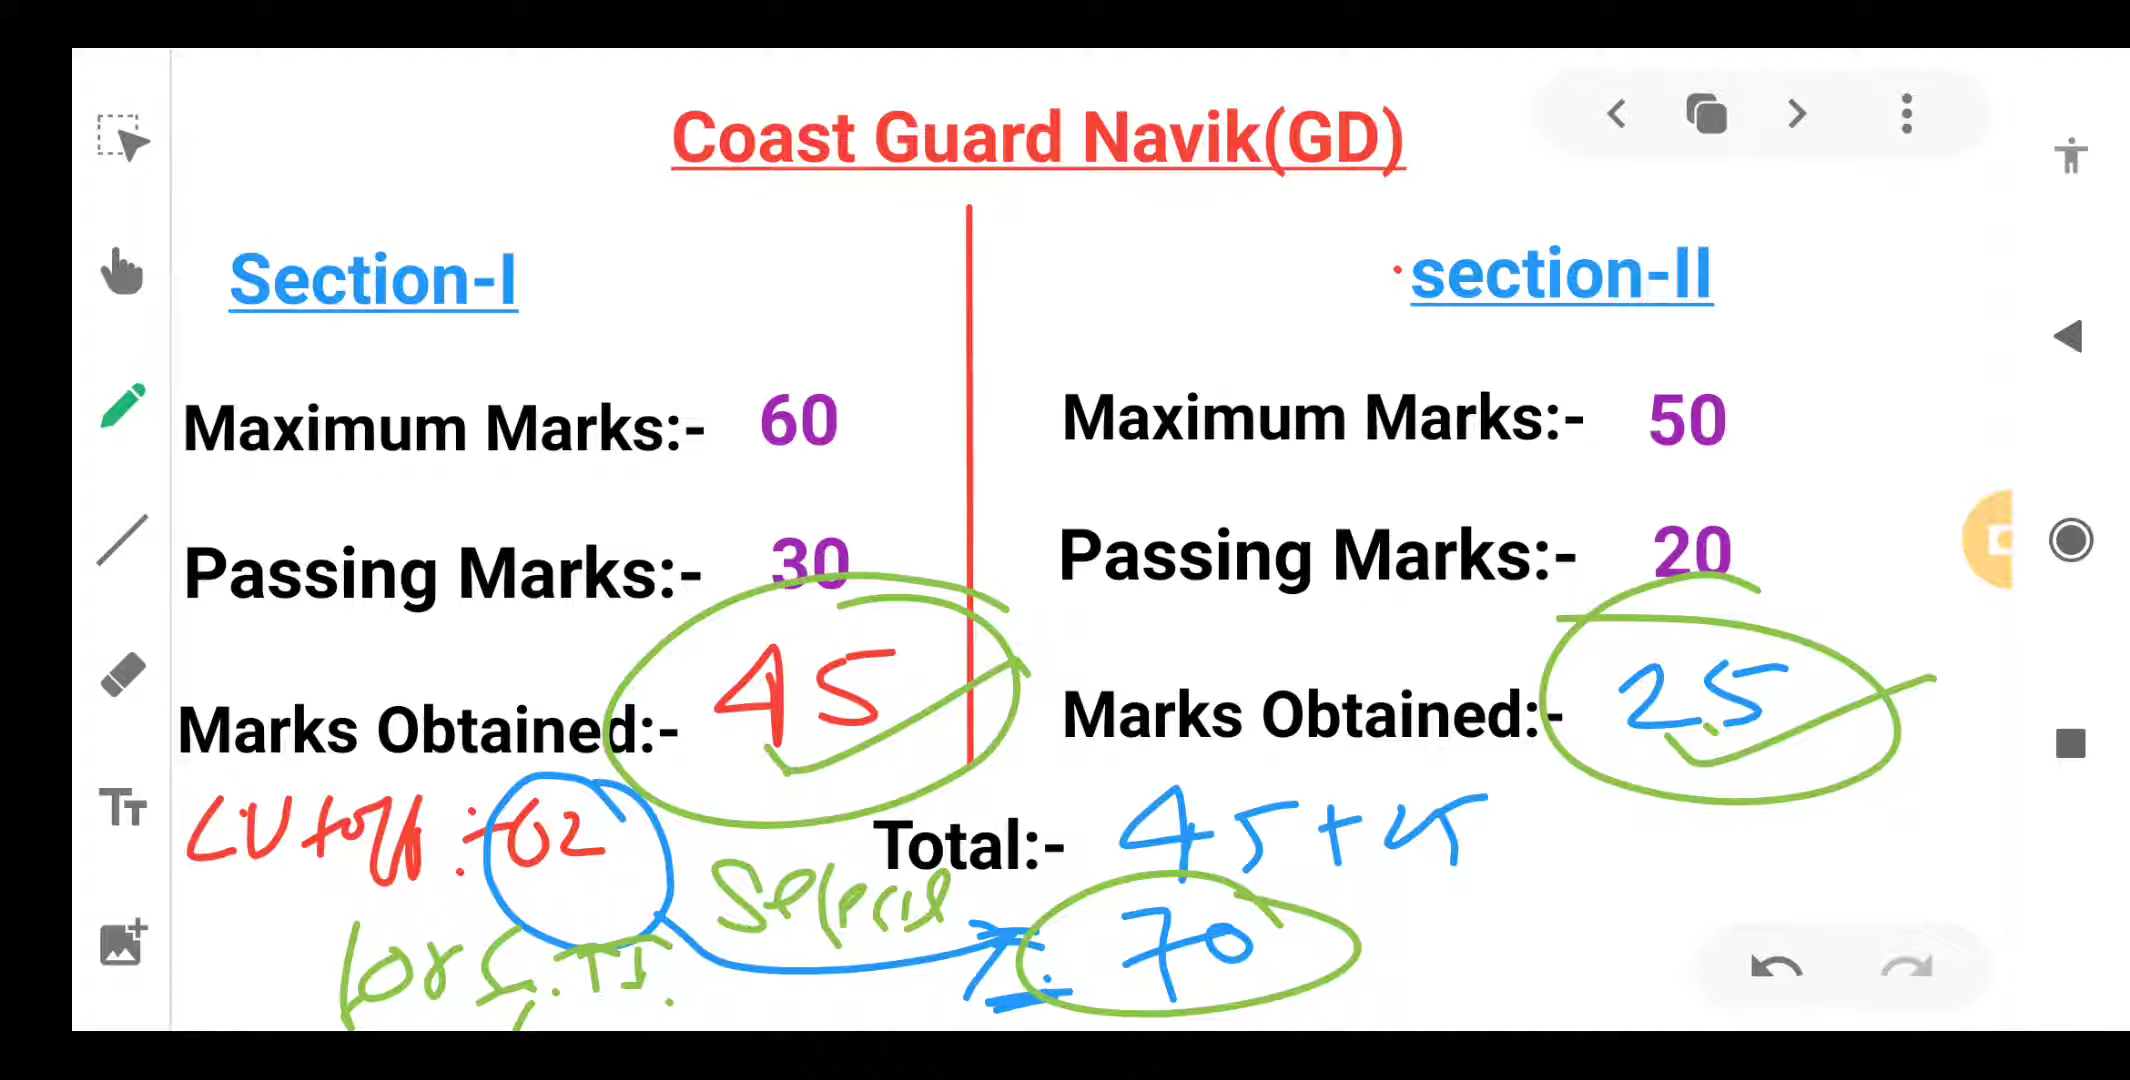 Coast Guard Navik(GD)
Section-I
Maximum Marks:- 60
Passing Marks:- 30
Marks Obtained:- 45
Cutoff :- 62
section-II
Maximum Marks:- 50
Passing Marks:- 20
Marks Obtained:- 25
Total:- 45+25
70
for
TT